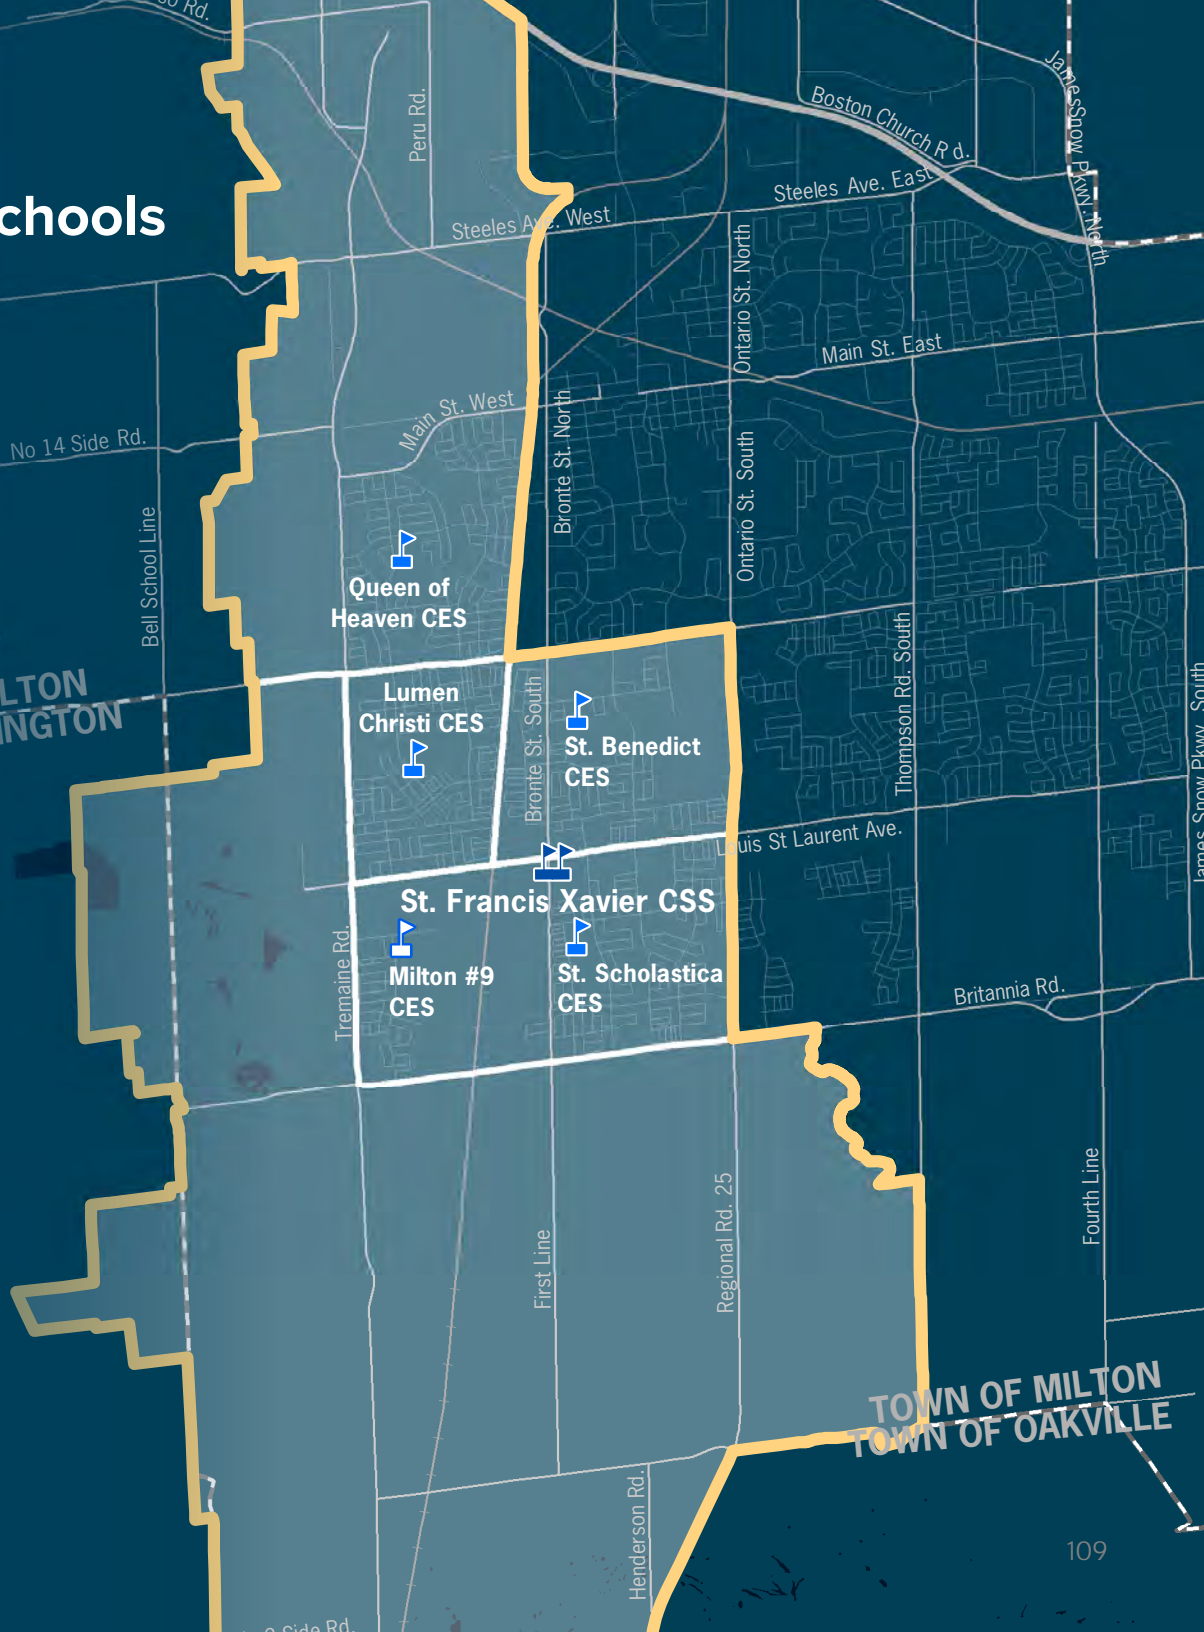 Rd.
Peru Rd.
Boston Church Rd.
James Snow Pkwy. North
chools
Steeles Ave. East
Steeles Ave. West
Ontario St. North
Main St. East
Main St. West
Bronte St. North
No 14 Side Rd.
Ontario St. South
Bell School Line
Queen of
Heaven CES
Thompson Rd. South
LTON
INGTON
Lumen
Christi CES
Bronte St. South
St. Benedict
CES
James Snow Pkwy. South
Louis St Laurent Ave.
St. Francis Xavier CSS
Tremaine Rd.
Milton #9
CES
St. Scholastica
CES
Britannia Rd.
Fourth Line
Regional Rd. 25
First Line
TOWN OF MILTON
TOWN OF OAKVILLE
Henderson Rd.
109
Side Rd.